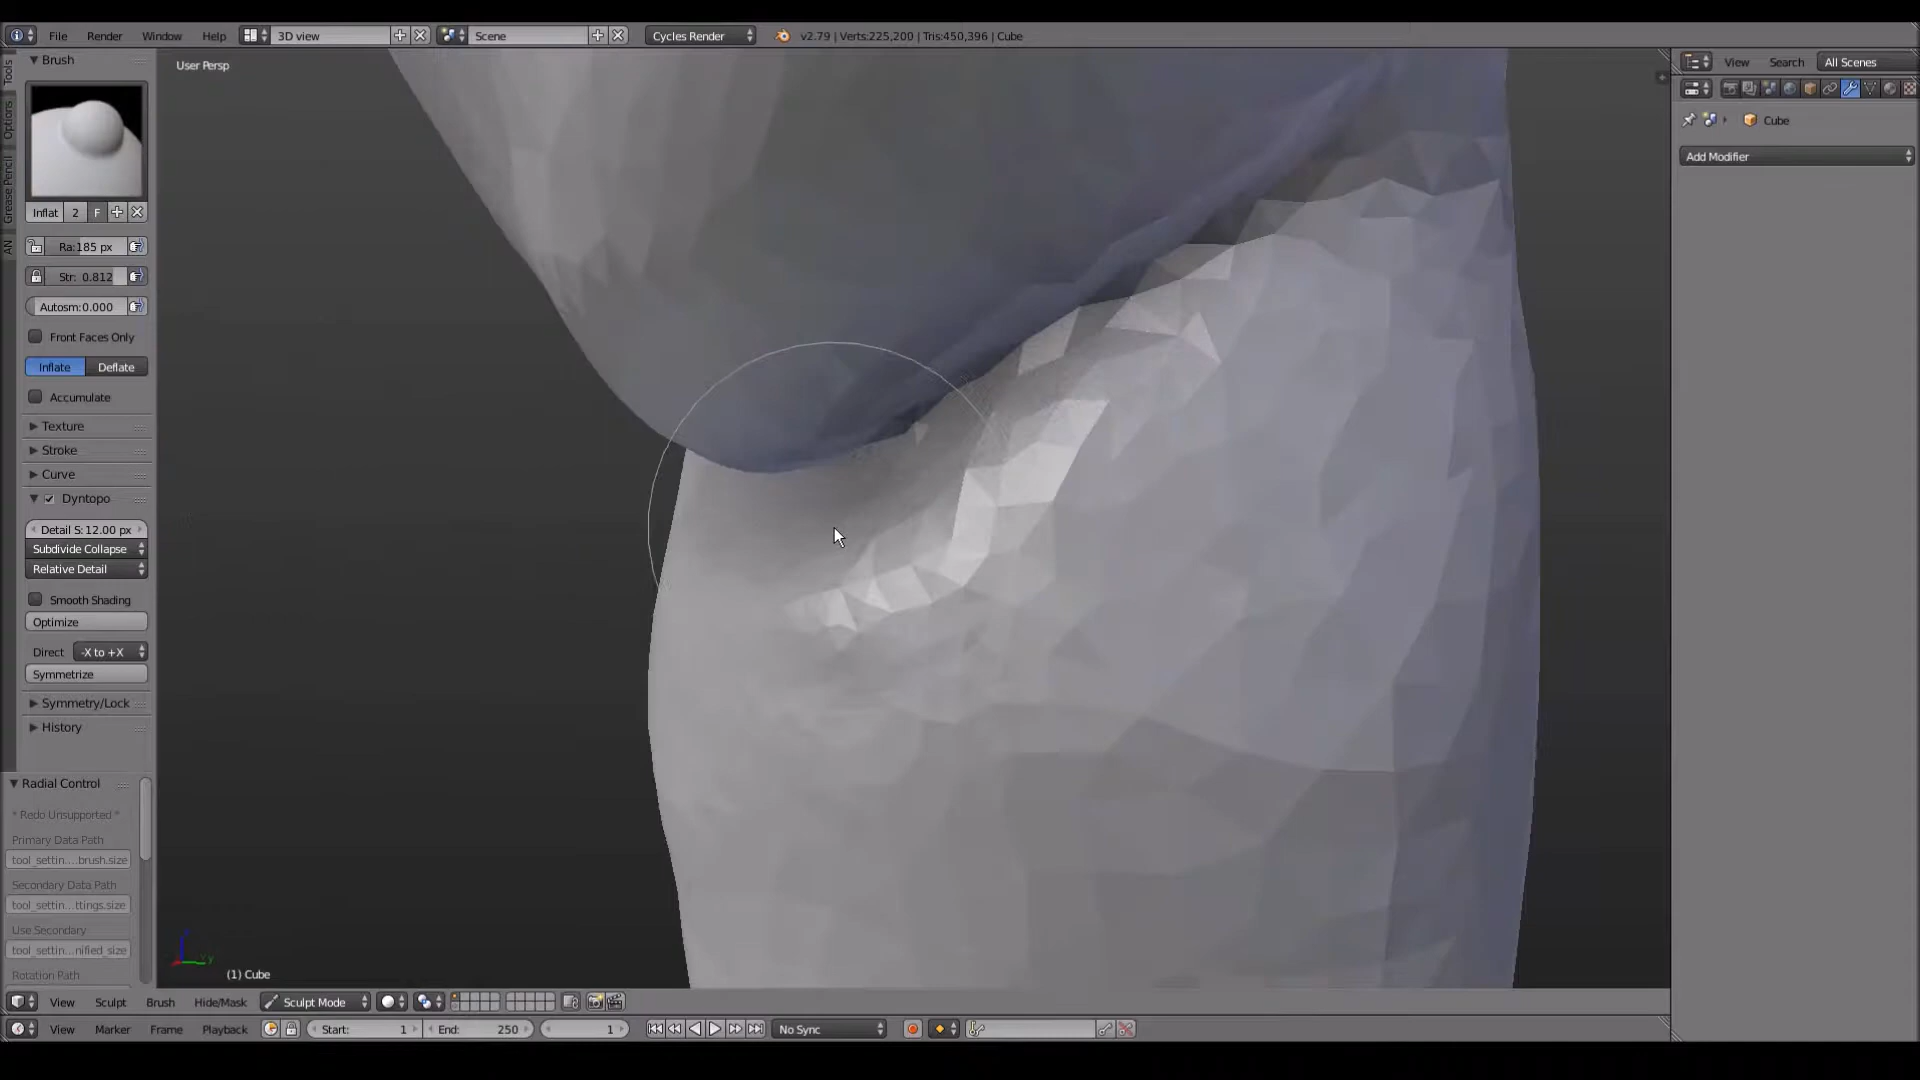 File Render Window Help 3D view Scene Cycles Render v2.79 | Verts:225,200 | Tris:450,396 | Cube
Brush
User Persp
View Search All Scenes
Tools
Options
Grease Pencil
AN
Cube
Add Modifier
Inflat 2 F
Ra:185 px
Str: 0.812
Autosm:0.000
Front Faces Only
Inflate Deflate
Accumulate
Texture
Stroke
Curve
Dyntopo
Detail S: 12.00 px
Subdivide Collapse
Relative Detail
Smooth Shading
Optimize
Direct -X to +X
Symmetrize
Symmetry/Lock
History
Radial Control
* Redo Unsupported *
Primary Data Path
tool_settin....brush.size
Secondary Data Path
tool_settin...ttings.size
Use Secondary
tool_settin...nified_size
Rotation Path
y
(1) Cube
View Sculpt Brush Hide/Mask Sculpt Mode
View Marker Frame Playback Start: 1 End: 250 1 No Sync